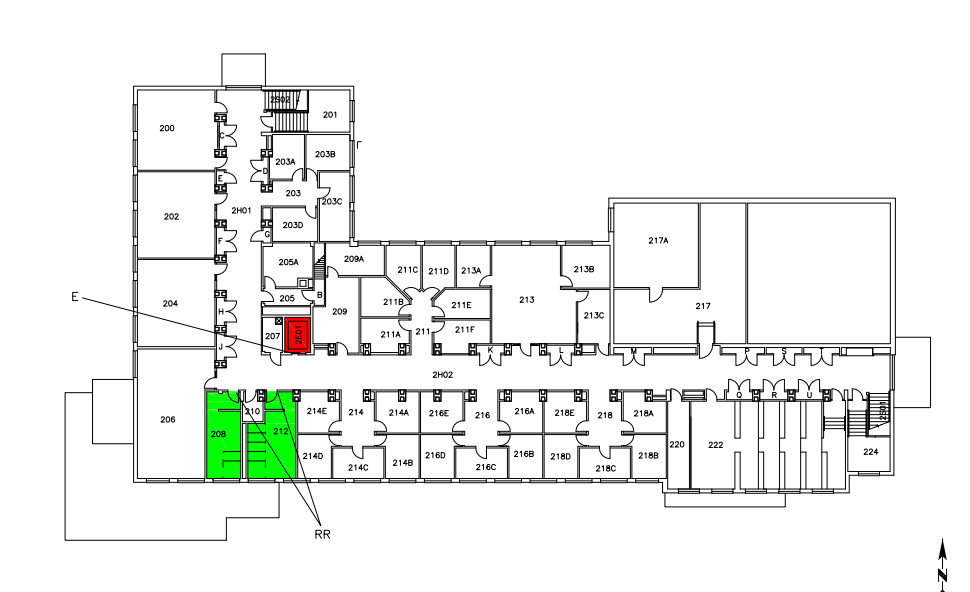 2S02
201
200
C
203A
203B
D
E
203
203C
202
2H01
203D
G
F
217A
205A
209A
211C
211D
213A
213B
E
205
B
204
211B
211E
213
217
H
209
213C
207
2E01
211A
211
211F
J
K
L
M
P
S
T
2H02
Q
R
U
206
208
210
212
214E
214
214A
216E
216
216A
218E
218
218A
2S01
220
222
224
214D
214C
214B
216D
216C
216B
218D
218C
218B
RR
N